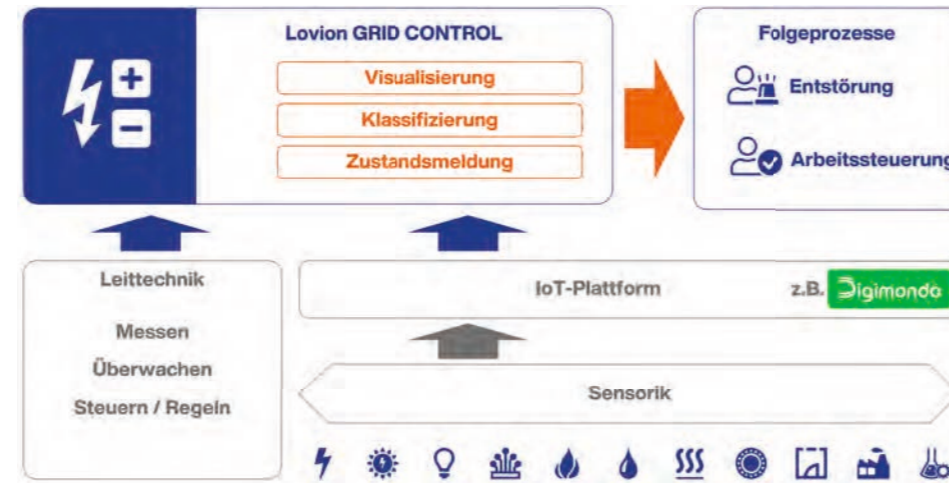 Lovion GRID CONTROL
Visualisierung
Klassifizierung
Zustandsmeldung
Folgeprozesse
Entstörung
Arbeitssteuerung
Leittechnik
Messen
Überwachen
Steuern / Regeln
IoT-Plattform
z.B. Digimondo
Sensorik